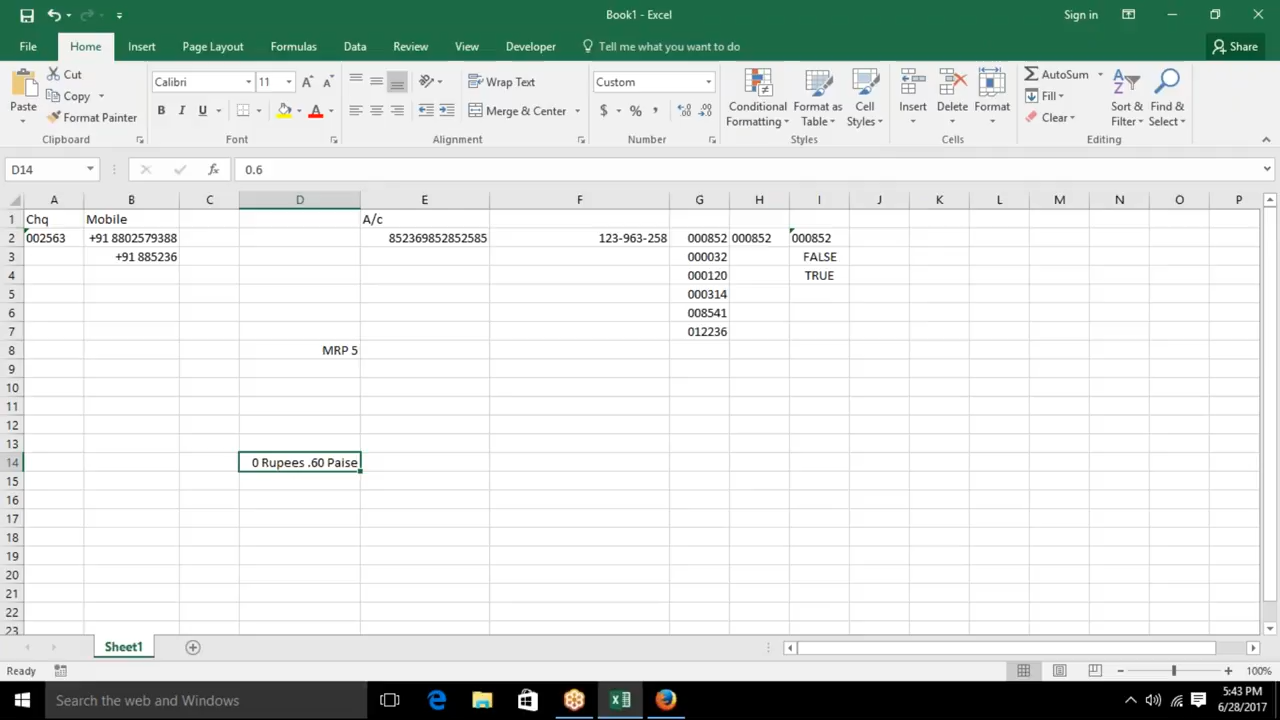 Book1 - Excel
Sign in
File Home Insert Page Layout Formulas Data Review View Developer Tell me what you want to do Share
Paste
Cut
Copy
Format Painter
Clipboard
Calibri 11
B I U
Font
Wrap Text
Merge & Center
Alignment
Custom
$ % ,
Number
Conditional Formatting
Format as Table
Cell Styles
Styles
Insert
Delete
Format
Cells
AutoSum
Fill
Clear
Sort & Filter
Find & Select
Editing
D14 fx 0.6
A B C D E F G H I J K L M N O P
1 Chq Mobile A/c
2 002563 +91 8802579388 852369852852585 123-963-258 000852 000852 000852
3 +91 885236 000032 FALSE
4 000120 TRUE
5 000314
6 008541
7 012236
8 MRP 5
9
10
11
12
13
14 0 Rupees .60 Paise
15
16
17
18
19
20
21
22
23
Sheet1
Ready 100%
Search the web and Windows
5:43 PM
6/28/2017